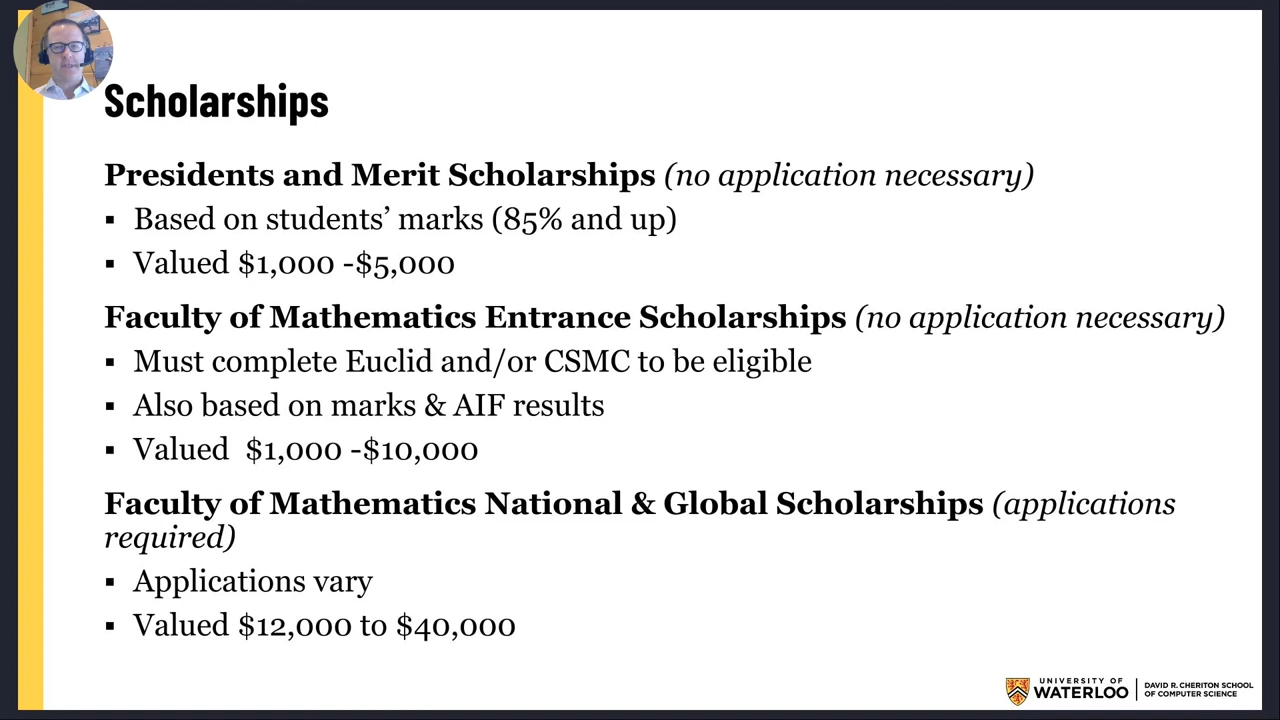 Scholarships
Presidents and Merit Scholarships (no application necessary)
▪ Based on students’ marks (85% and up)
▪ Valued $1,000 -$5,000
Faculty of Mathematics Entrance Scholarships (no application necessary)
▪ Must complete Euclid and/or CSMC to be eligible
▪ Also based on marks & AIF results
▪ Valued  $1,000 -$10,000
Faculty of Mathematics National & Global Scholarships (applications
required)
▪ Applications vary
▪ Valued $12,000 to $40,000
UNIVERSITY OF
WATERLOO
DAVID R. CHERITON SCHOOL
OF COMPUTER SCIENCE